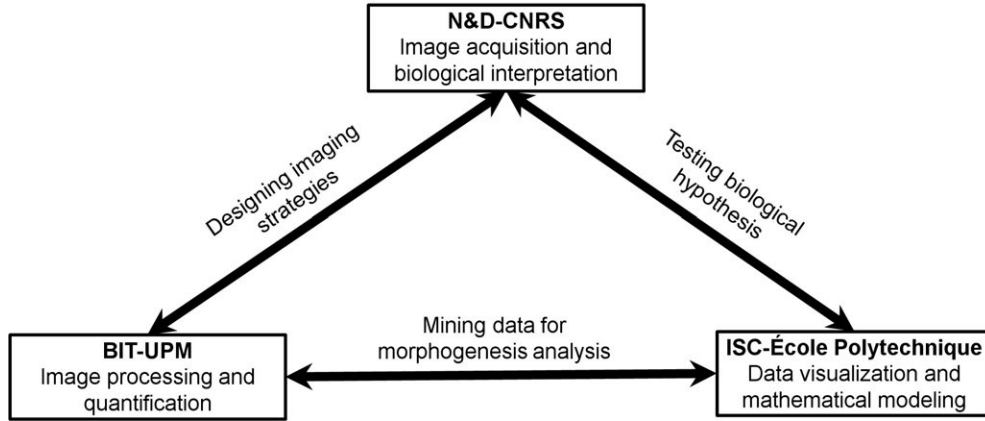 N&D-CNRS
Image acquisition and
biological interpretation
Designing imaging
strategies
Testing biological
hypothesis
Mining data for
morphogenesis analysis
BIT-UPM
Image processing and
quantification
ISC-École Polytechnique
Data visualization and
mathematical modeling